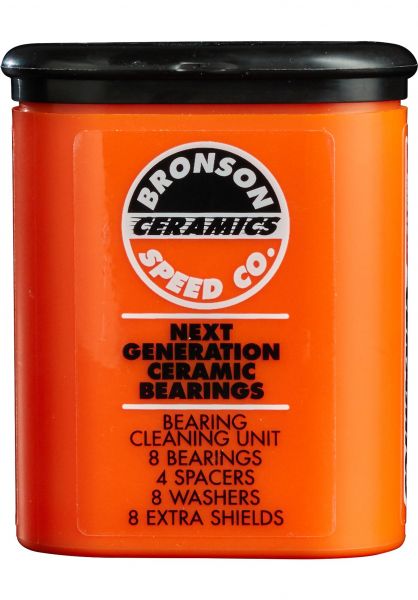 BRONSON
CERAMICS
SPEED CO.
NEXT
GENERATION
CERAMIC
BEARINGS
BEARING
CLEANING UNIT
8 BEARINGS
4 SPACERS
8 WASHERS
8 EXTRA SHIELDS